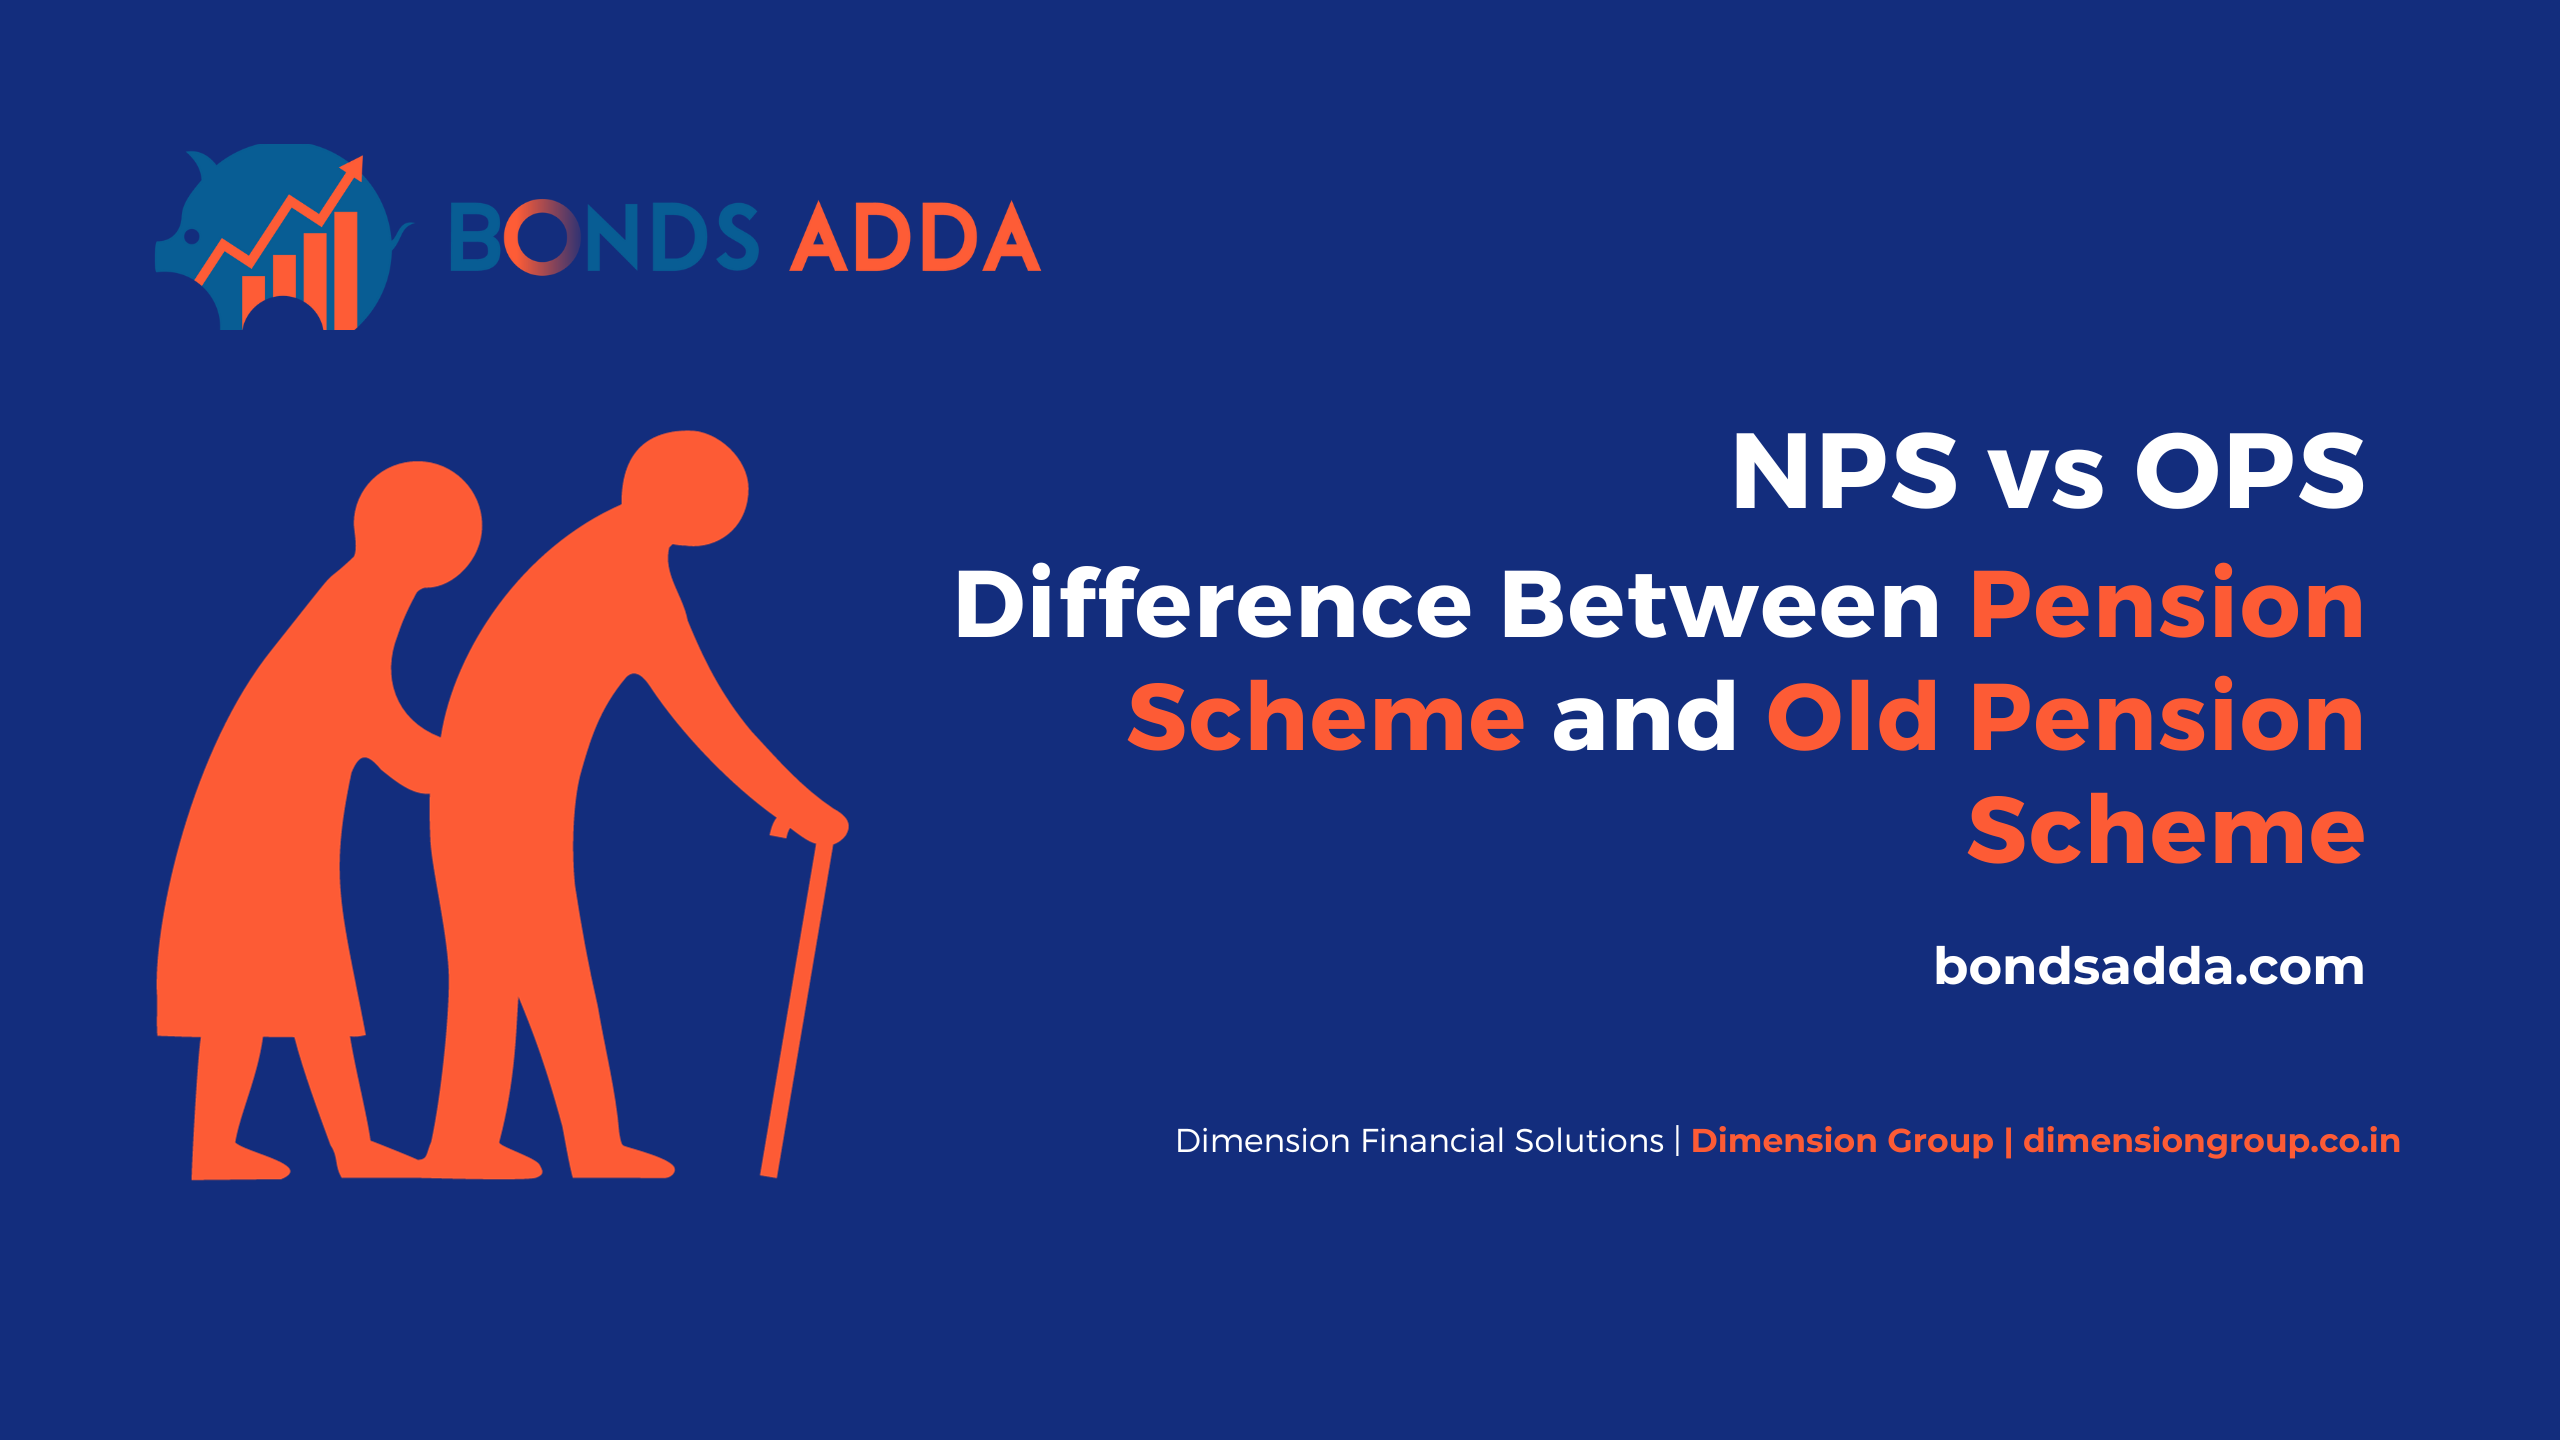 BONDS ADDA
NPS vs OPS
Difference Between Pension
Scheme and Old Pension
Scheme
bondsadda.com
Dimension Financial Solutions | Dimension Group | dimensiongroup.co.in